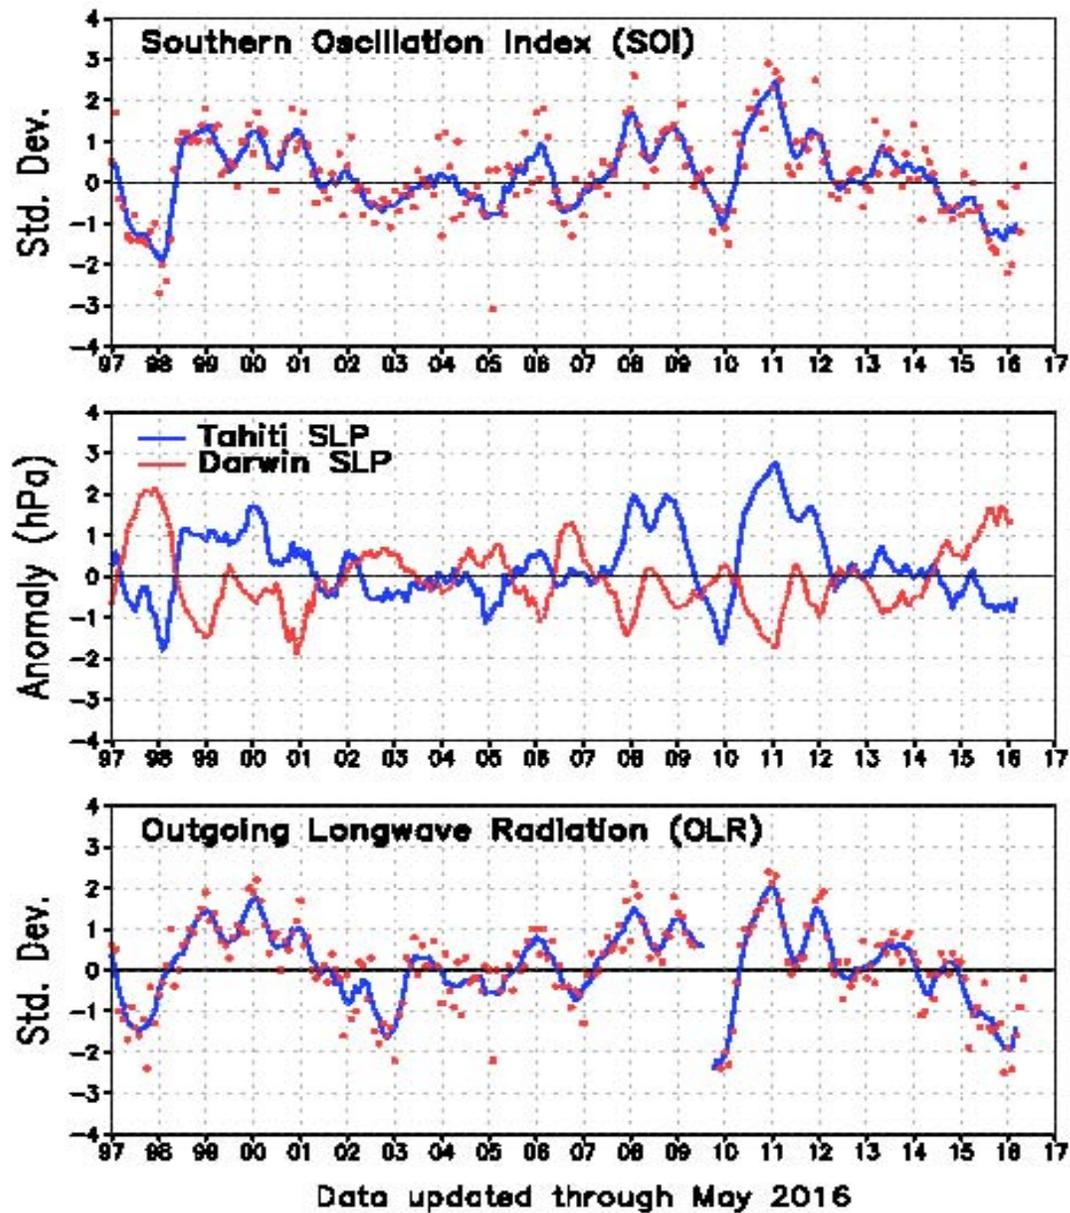 Southern Oscillation Index (SOI)
Std. Dev.
4
3
2
1
0
−1
−2
−3
−4
97 98 99 00 01 02 03 04 05 06 07 08 09 10 11 12 13 14 15 16 17
Tahiti SLP
Darwin SLP
Anomaly (hPa)
4
3
2
1
0
−1
−2
−3
−4
97 98 99 00 01 02 03 04 05 06 07 08 09 10 11 12 13 14 15 16 17
Outgoing Longwave Radiation (OLR)
Std. Dev.
4
3
2
1
0
−1
−2
−3
−4
97 98 99 00 01 02 03 04 05 06 07 08 09 10 11 12 13 14 15 16 17
Data updated through May 2016